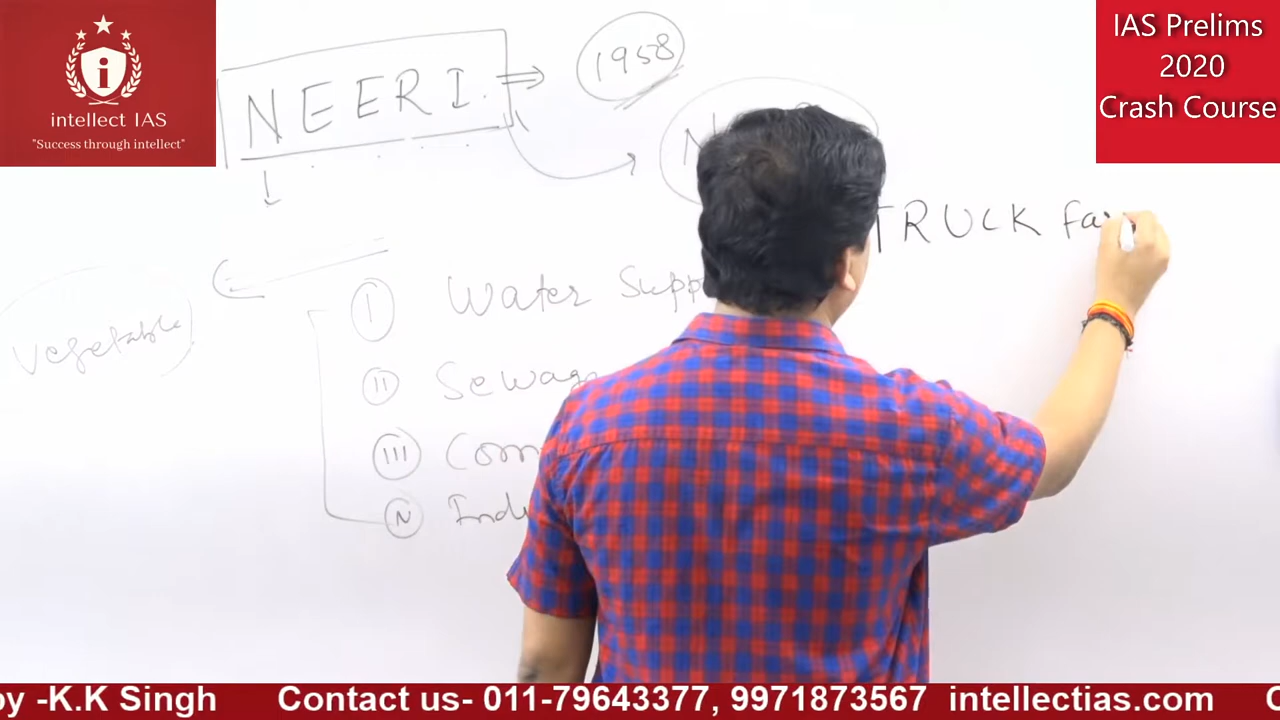 intellect IAS
"Success through intellect"
IAS Prelims
2020
Crash Course
NEERI
1958
TRUCK Fa
Vegetable
I Water Supp
II Sewag
III Com
IV Indu
by -K.K Singh Contact us- 011-79643377, 9971873567 intellectias.com